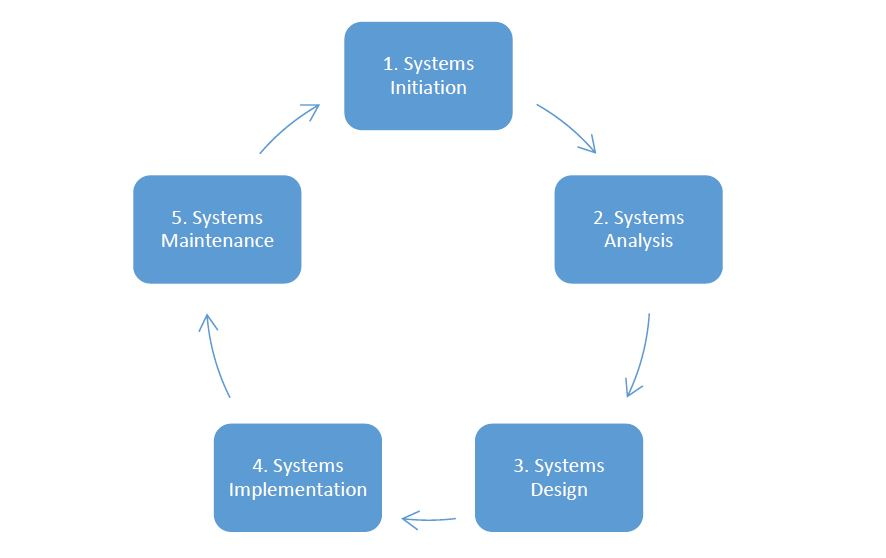 1. Systems
Initiation
2. Systems
Analysis
3. Systems
Design
4. Systems
Implementation
5. Systems
Maintenance